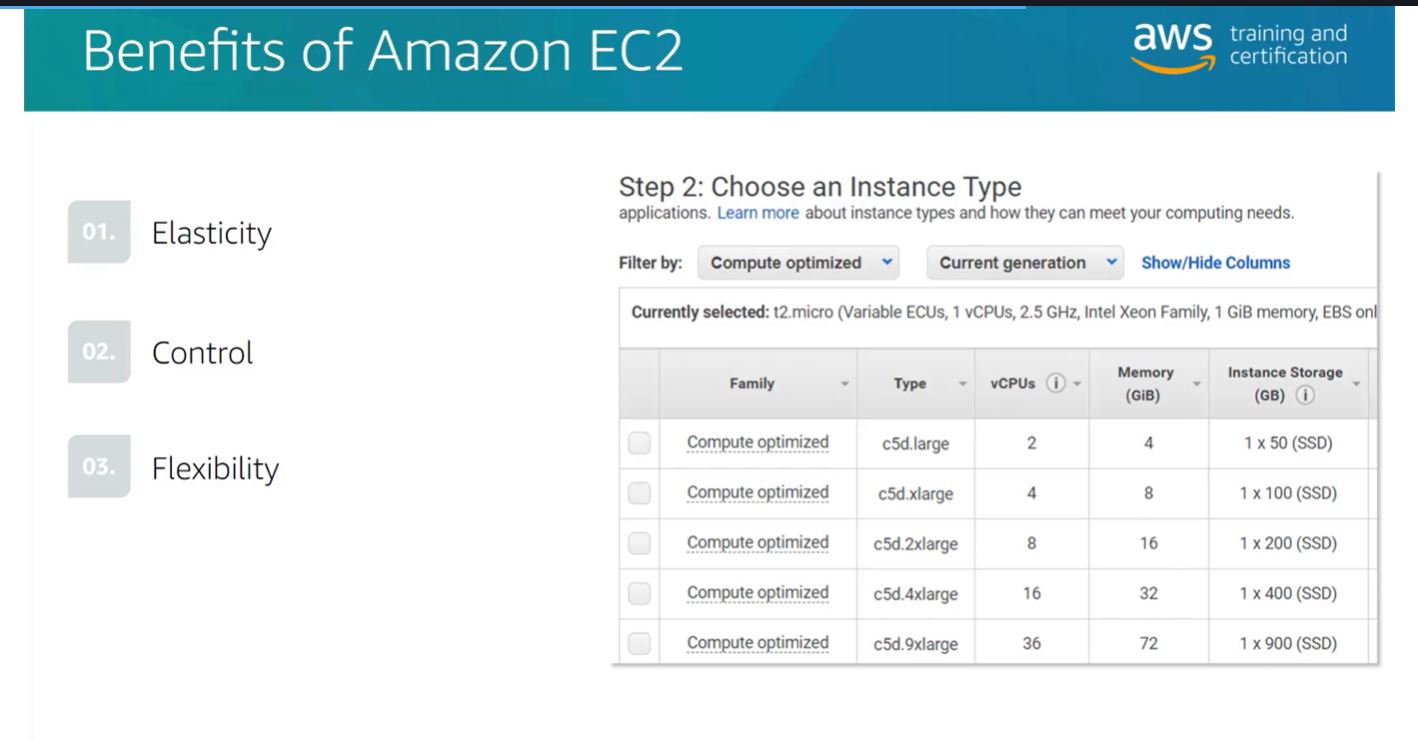 Benefits of Amazon EC2
aws training and
certification
01. Elasticity
02. Control
03. Flexibility
Step 2: Choose an Instance Type
applications. Learn more about instance types and how they can meet your computing needs.
Filter by: Compute optimized Current generation Show/Hide Columns
Currently selected: t2.micro (Variable ECUs, 1 vCPUs, 2.5 GHz, Intel Xeon Family, 1 GiB memory, EBS onl
Family Type vCPUs i Memory (GiB) Instance Storage (GB) i
Compute optimized c5d.large 2 4 1 x 50 (SSD)
Compute optimized c5d.xlarge 4 8 1 x 100 (SSD)
Compute optimized c5d.2xlarge 8 16 1 x 200 (SSD)
Compute optimized c5d.4xlarge 16 32 1 x 400 (SSD)
Compute optimized c5d.9xlarge 36 72 1 x 900 (SSD)